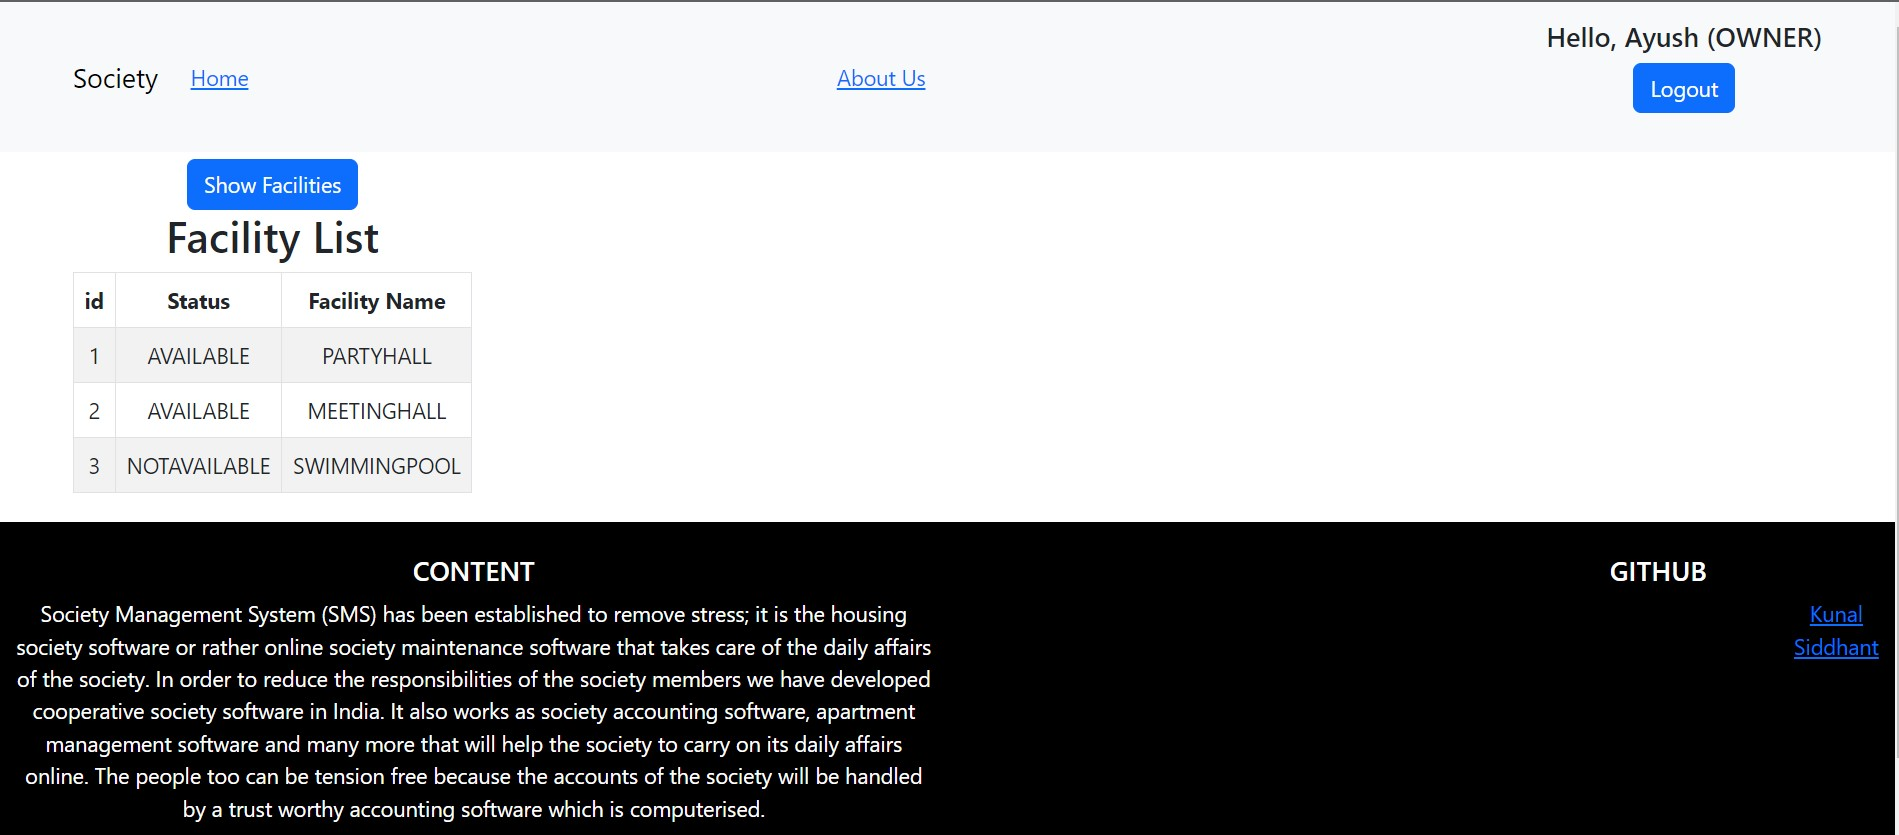 Hello, Ayush (OWNER)
Society Home About Us
Logout
Show Facilities
Facility List
id Status Facility Name
1 AVAILABLE PARTYHALL
2 AVAILABLE MEETINGHALL
3 NOTAVAILABLE SWIMMINGPOOL
CONTENT
Society Management System (SMS) has been established to remove stress; it is the housing
society software or rather online society maintenance software that takes care of the daily affairs
of the society. In order to reduce the responsibilities of the society members we have developed
cooperative society software in India. It also works as society accounting software, apartment
management software and many more that will help the society to carry on its daily affairs
online. The people too can be tension free because the accounts of the society will be handled
by a trust worthy accounting software which is computerised.
GITHUB
Kunal
Siddhant